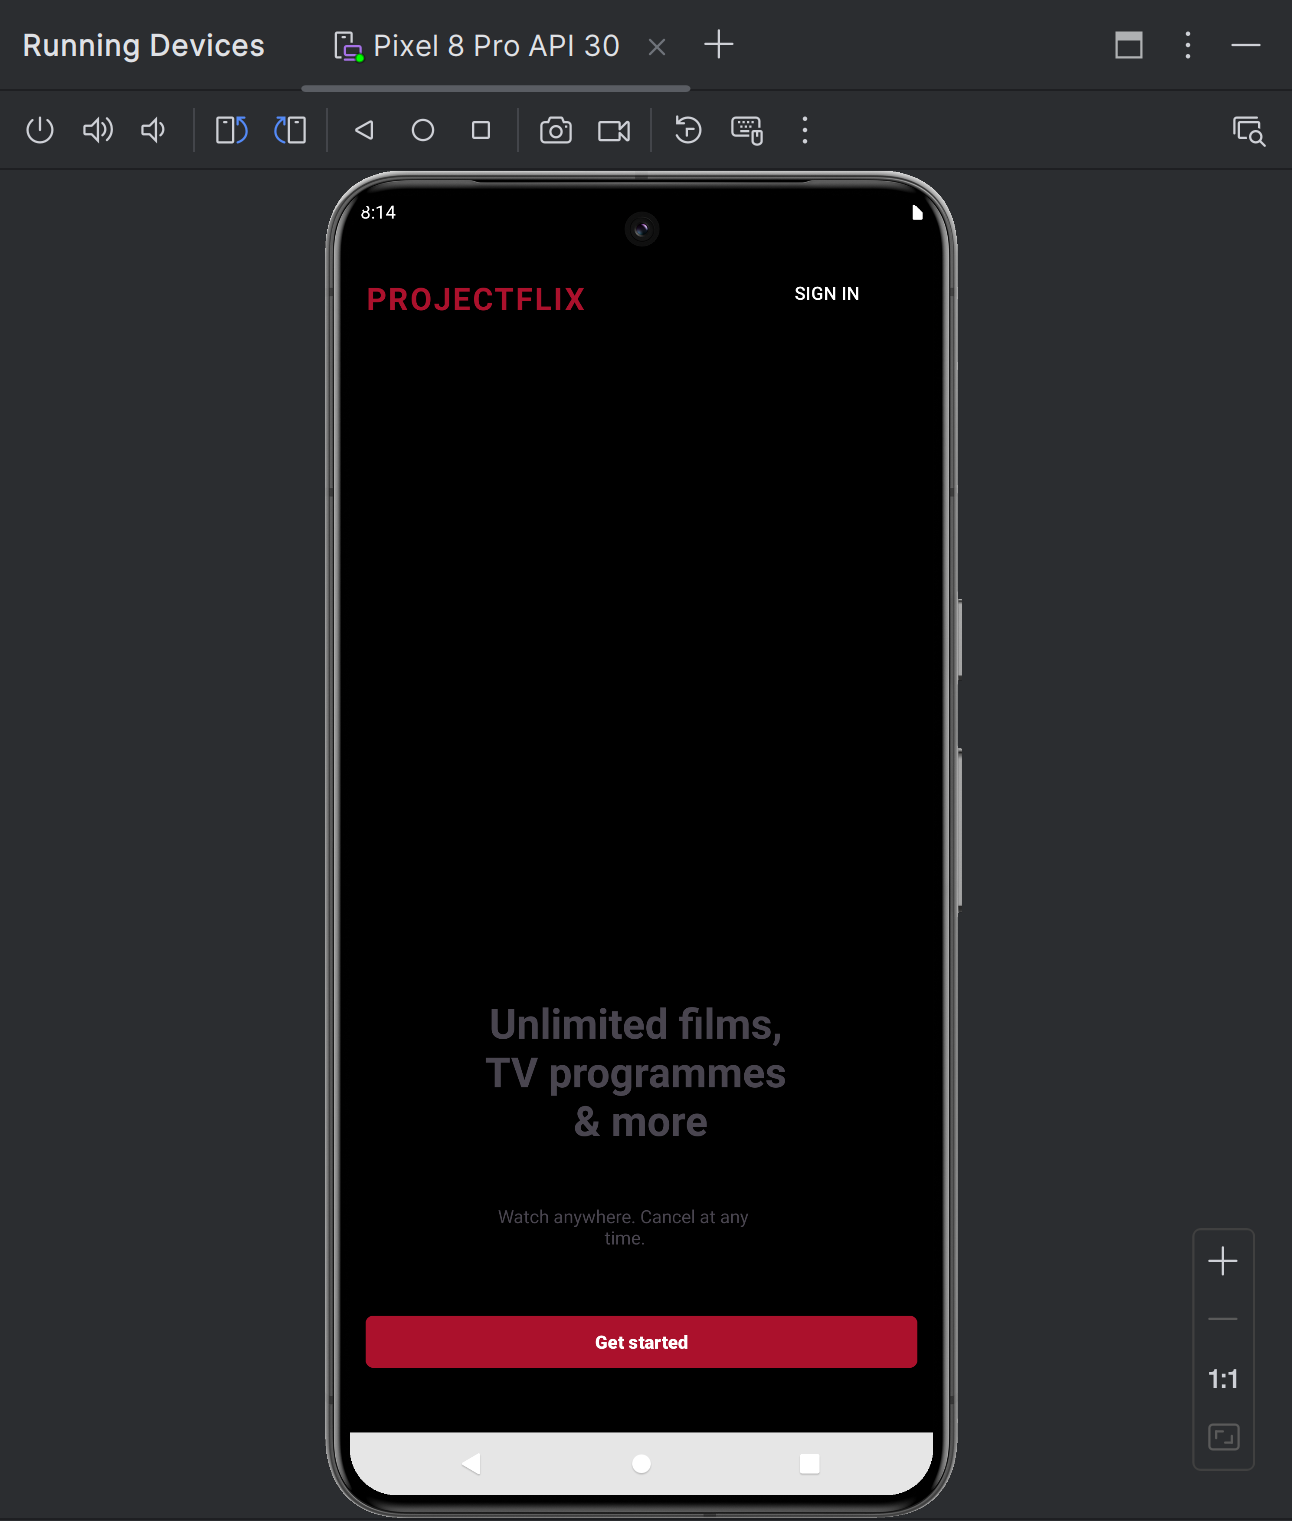 Running Devices
Pixel 8 Pro API 30
8:14
PROJECTFLIX
SIGN IN
Unlimited films,
TV programmes
& more
Watch anywhere. Cancel at any
time.
Get started
1:1